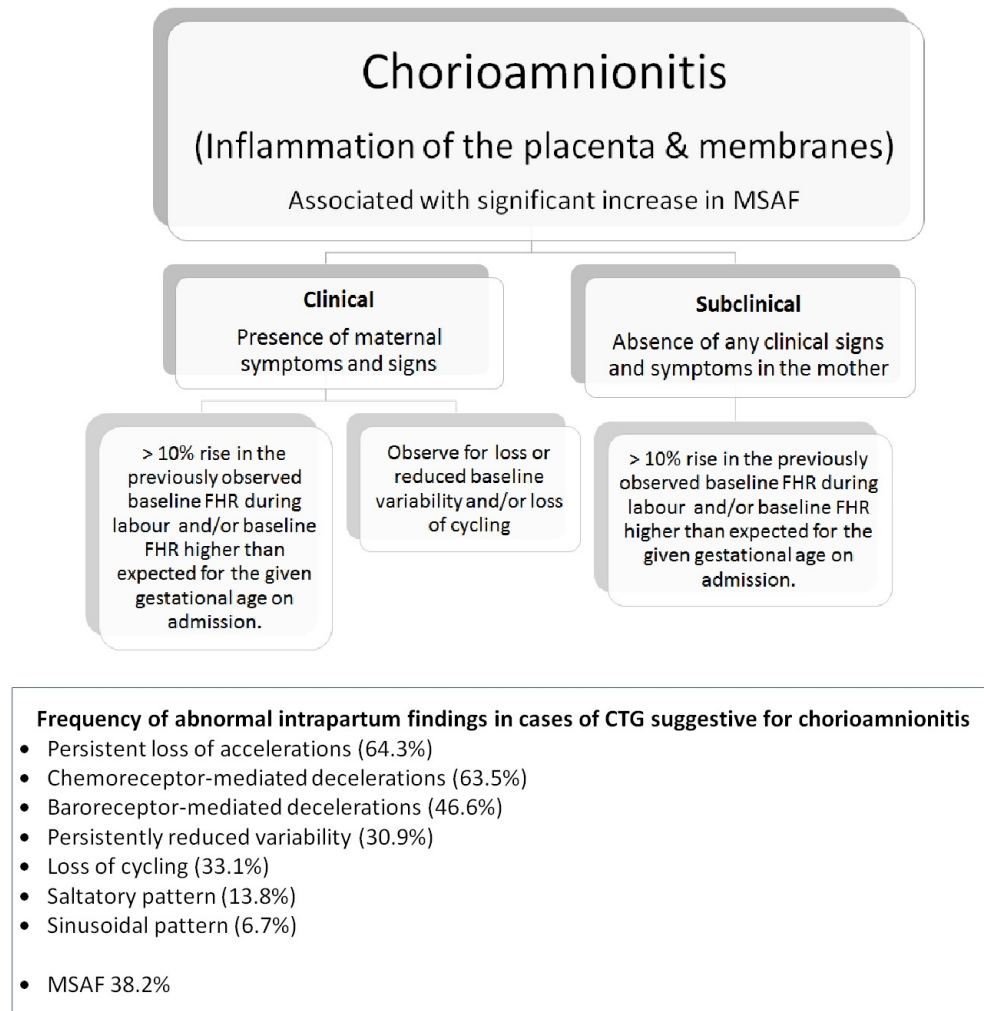 Chorioamnionitis
(Inflammation of the placenta & membranes)
Associated with significant increase in MSAF
Clinical
Presence of maternal
symptoms and signs
Subclinical
Absence of any clinical signs
and symptoms in the mother
> 10% rise in the
previously observed
baseline FHR during
labour and/or baseline
FHR higher than
expected for the given
gestational age on
admission.
Observe for loss or
reduced baseline
variability and/or loss
of cycling
> 10% rise in the previously
observed baseline FHR during
labour and/or baseline FHR
higher than expected for the
given gestational age on
admission.
Frequency of abnormal intrapartum findings in cases of CTG suggestive for chorioamnionitis
• Persistent loss of accelerations (64.3%)
• Chemoreceptor-mediated decelerations (63.5%)
• Baroreceptor-mediated decelerations (46.6%)
• Persistently reduced variability (30.9%)
• Loss of cycling (33.1%)
• Saltatory pattern (13.8%)
• Sinusoidal pattern (6.7%)
• MSAF 38.2%